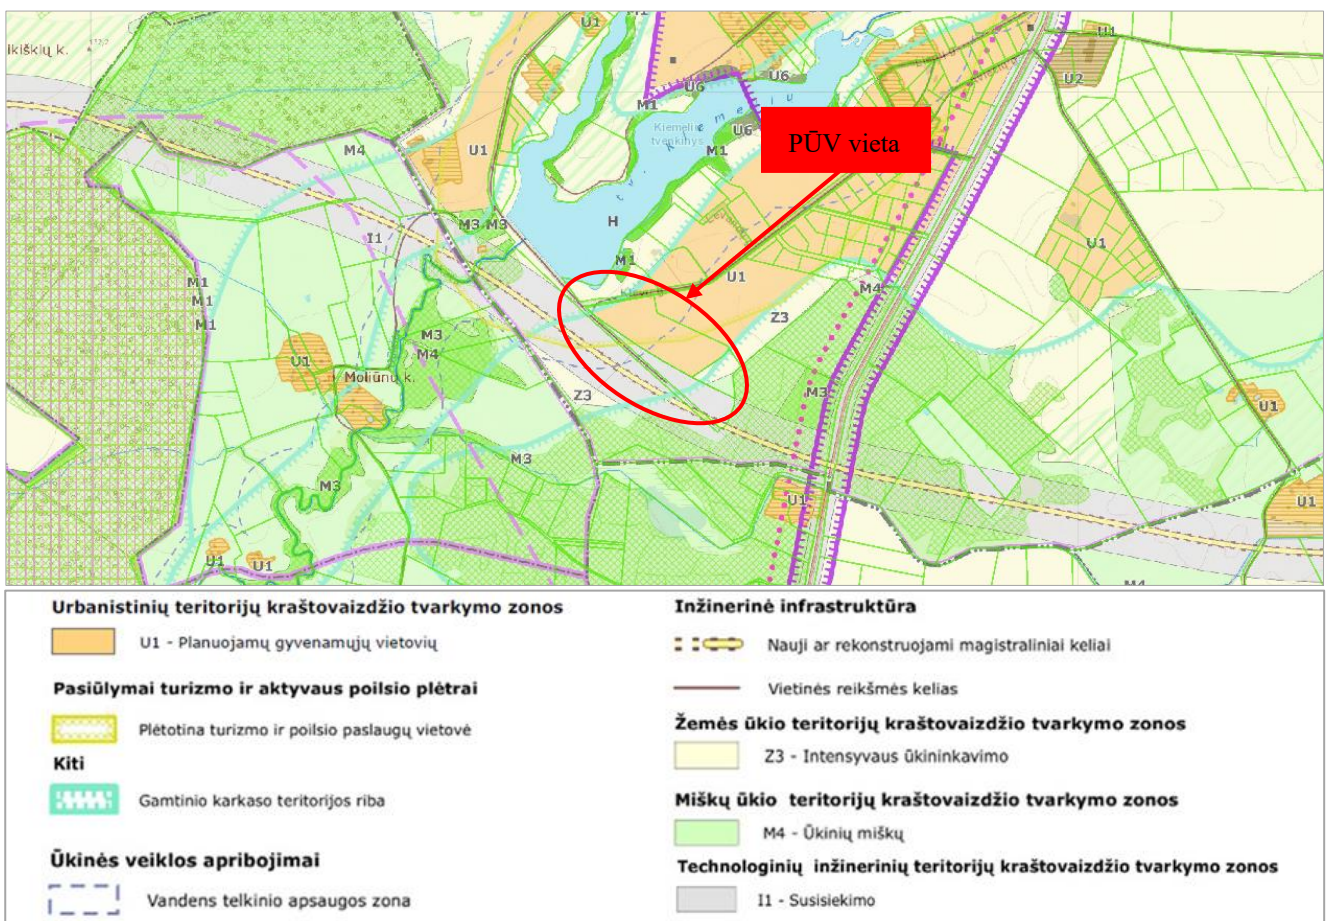 ikiškių k.
U1
M1
U1
U6
U2
M1
Kiemelių
tvenkinys
U6
M1
PŪV vieta
M4
U1
M3 M3
H
I1
U1
M1
U1
M4
M1
M1
M1
Z3
M3
M4
U1
Moliūnų k.
Z3
M3
U1
M3
M3
U1
U1
U1
U1
M4
Urbanistinių teritorijų kraštovaizdžio tvarkymo zonos
U1 - Planuojamų gyvenamųjų vietovių
Pasiūlymai turizmo ir aktyvaus poilsio plėtrai
Plėtotina turizmo ir poilsio paslaugų vietovė
Kiti
Gamtinio karkaso teritorijos riba
Ūkinės veiklos apribojimai
Vandens telkinio apsaugos zona
Inžinerinė infrastruktūra
Nauji ar rekonstruojami magistraliniai keliai
Vietinės reikšmės kelias
Žemės ūkio teritorijų kraštovaizdžio tvarkymo zonos
Z3 - Intensyvaus ūkininkavimo
Miškų ūkio teritorijų kraštovaizdžio tvarkymo zonos
M4 - Ūkinių miškų
Technologinių inžinerinių teritorijų kraštovaizdžio tvarkymo zonos
I1 - Susisiekimo